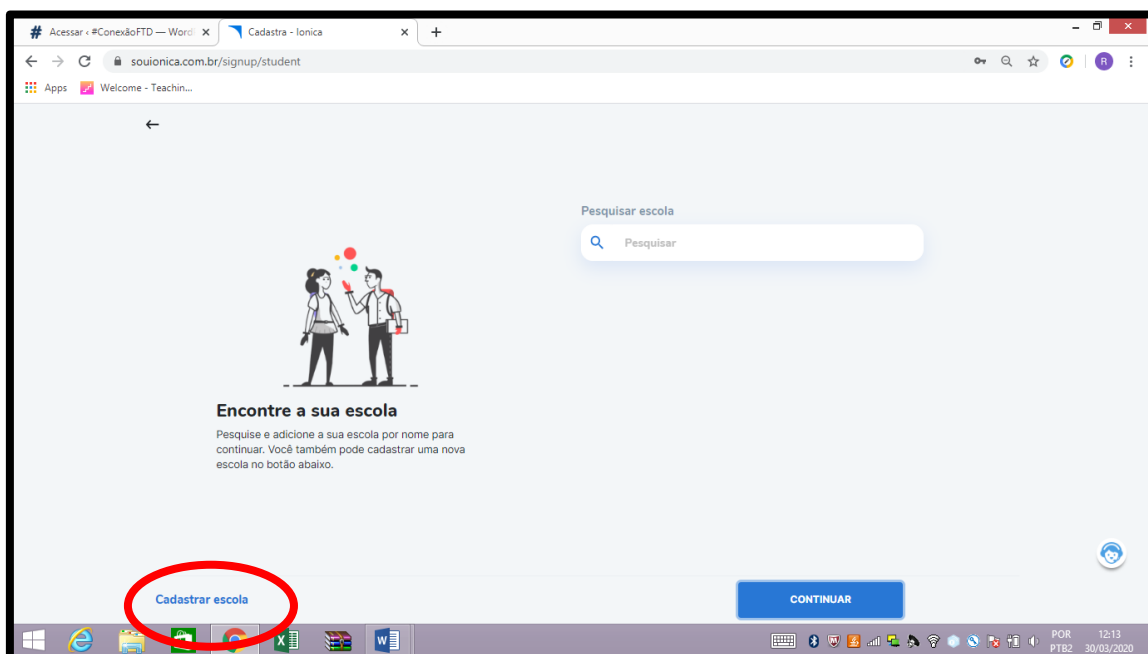 # Acessar ‹ #ConexãoFTD — Word
Cadastra - Ionica
souionica.com.br/signup/student
R
Apps
Welcome - Teachin...
Pesquisar escola
Pesquisar
Encontre a sua escola
Pesquise e adicione a sua escola por nome para
continuar. Você também pode cadastrar uma nova
escola no botão abaixo.
Cadastrar escola
CONTINUAR
POR 12:13
PTB2 30/03/2020